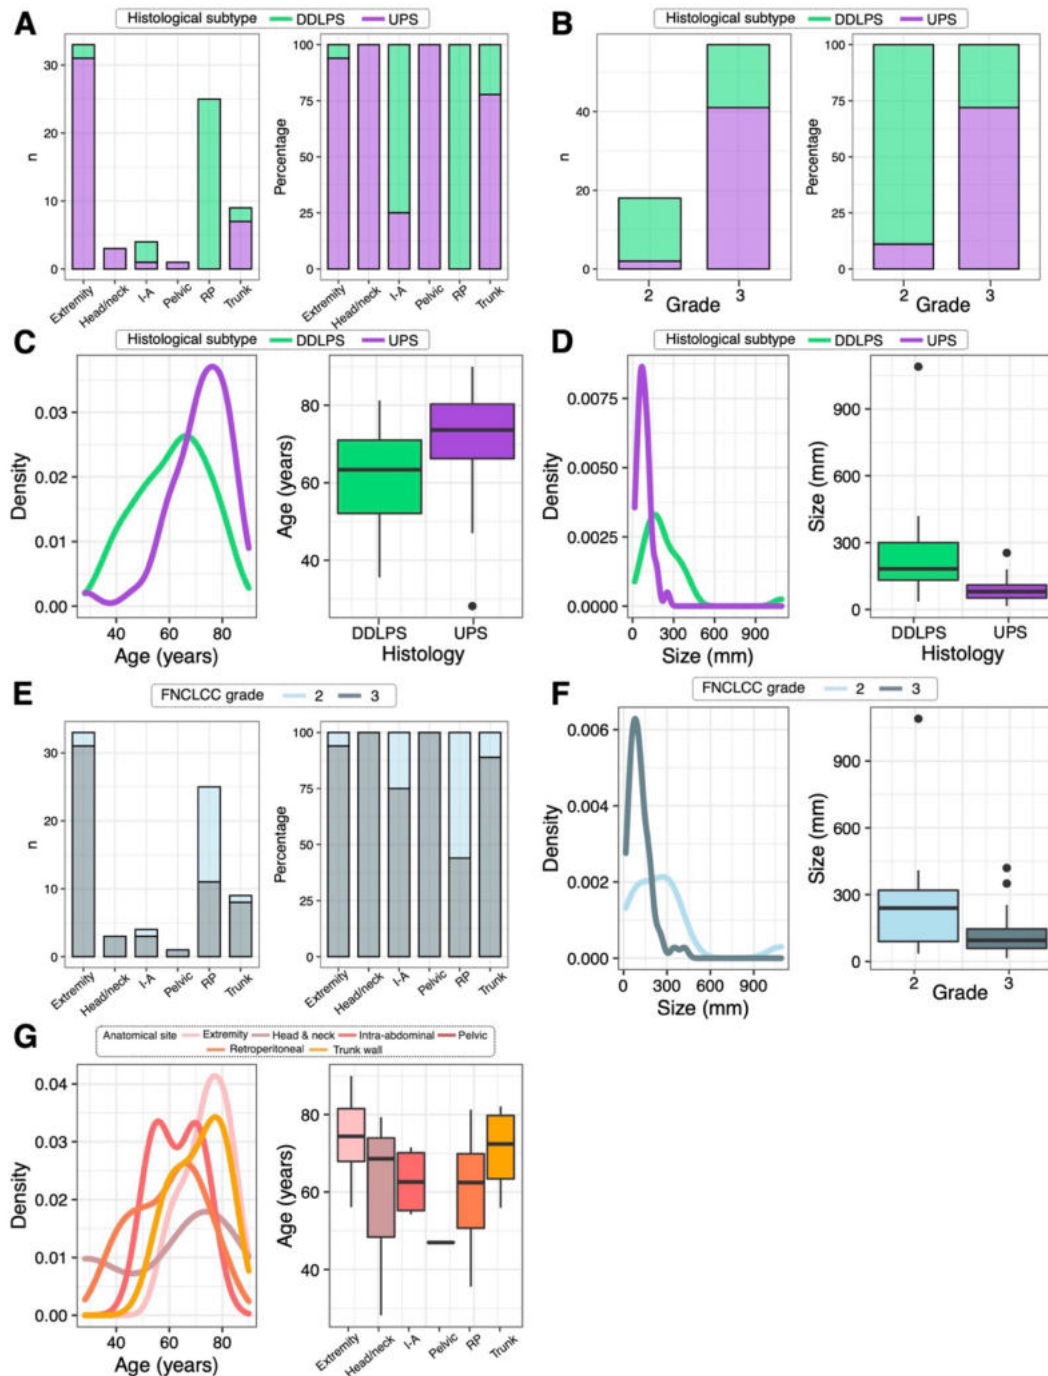 A
Histological subtype DDLPS UPS
n
30
20
10
0
Extremity
Head/neck
I-A
Pelvic
RP
Trunk
Percentage
100
75
50
25
0
Extremity
Head/neck
I-A
Pelvic
RP
Trunk
B
Histological subtype DDLPS UPS
n
40
20
0
2 3
Grade
Percentage
100
75
50
25
0
2 3
Grade
C
Histological subtype DDLPS UPS
Density
0.03
0.02
0.01
0.00
40 60 80
Age (years)
Age (years)
80
60
40
DDLPS UPS
Histology
D
Histological subtype DDLPS UPS
Density
0.0075
0.0050
0.0025
0.0000
0 300 600 900
Size (mm)
Size (mm)
900
600
300
0
DDLPS UPS
Histology
E
FNCLCC grade 2 3
n
30
20
10
0
Extremity
Head/neck
I-A
Pelvic
RP
Trunk
Percentage
100
75
50
25
0
Extremity
Head/neck
I-A
Pelvic
RP
Trunk
F
FNCLCC grade 2 3
Density
0.006
0.004
0.002
0.000
0 300 600 900
Size (mm)
Size (mm)
900
600
300
0
2 3
Grade
G
Anatomical site Extremity Head & neck Intra-abdominal Pelvic
Retroperitoneal Trunk wall
Density
0.04
0.03
0.02
0.01
0.00
40 60 80
Age (years)
Age (years)
80
60
40
Extremity
Head/neck
I-A
Pelvic
RP
Trunk